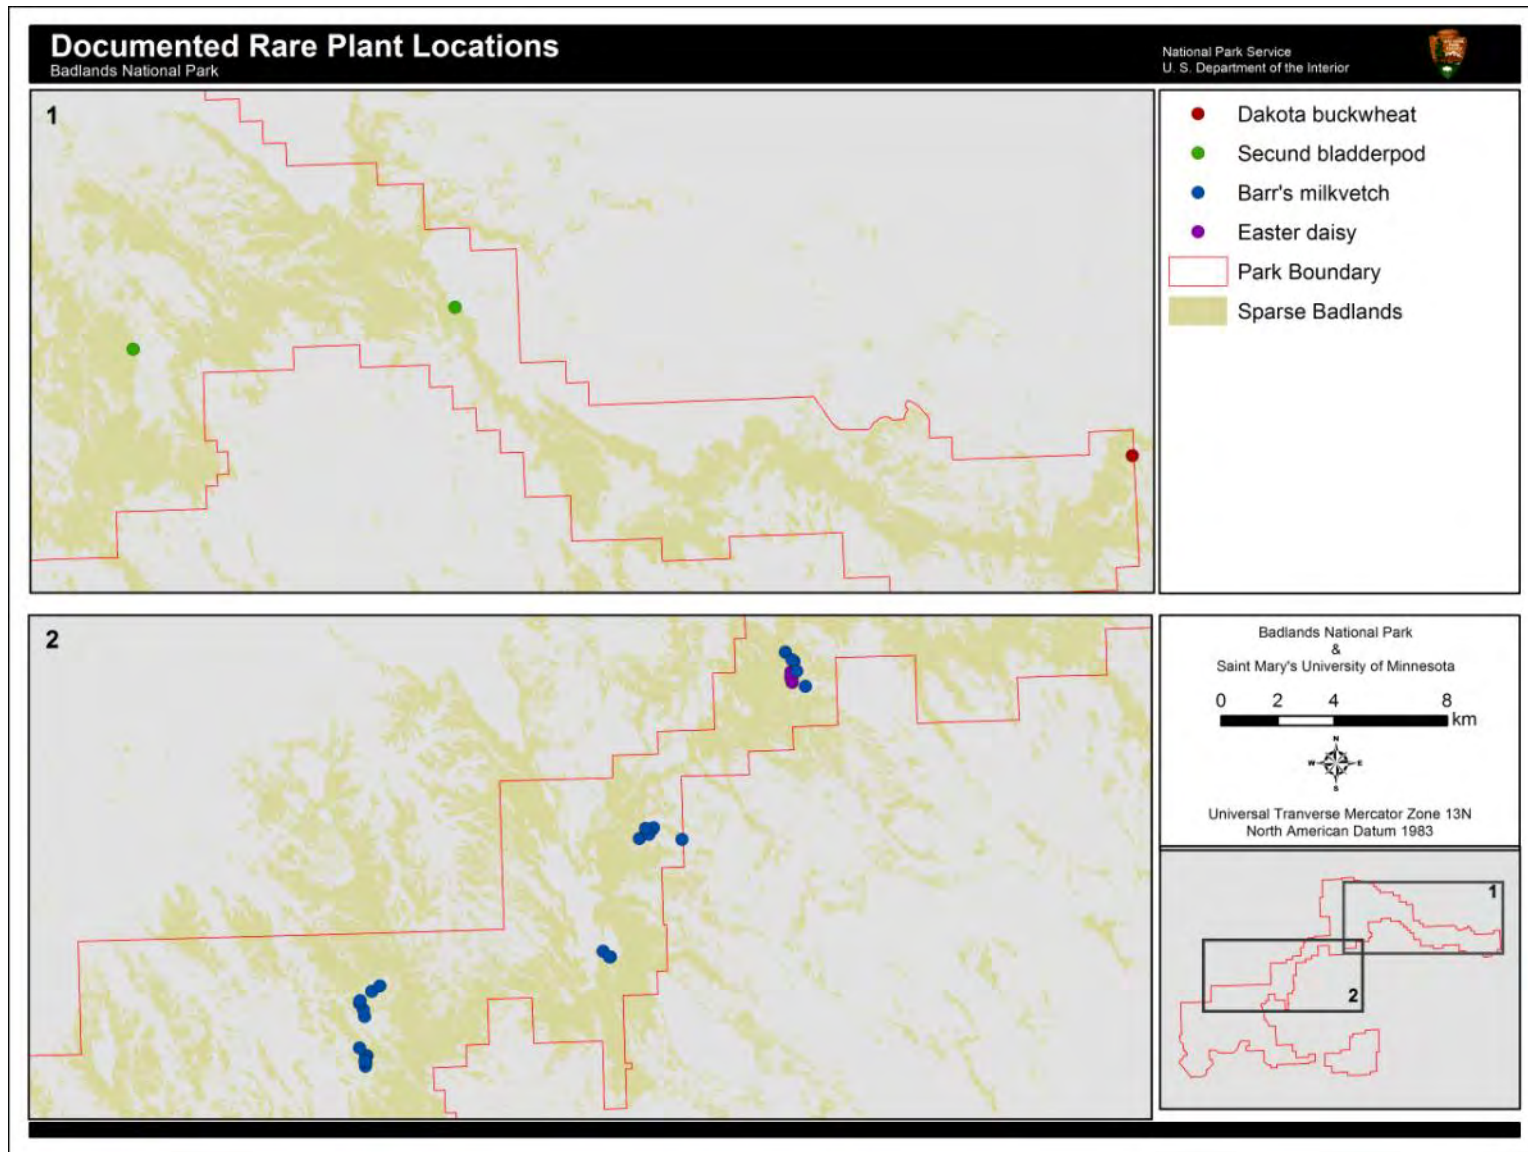 Documented Rare Plant Locations
Badlands National Park
National Park Service
U. S. Department of the Interior
1
Dakota buckwheat
Secund bladderpod
Barr's milkvetch
Easter daisy
Park Boundary
Sparse Badlands
2
Badlands National Park
&
Saint Mary's University of Minnesota
0 2 4 8
km
N
W E
S
Universal Tranverse Mercator Zone 13N
North American Datum 1983
1
2